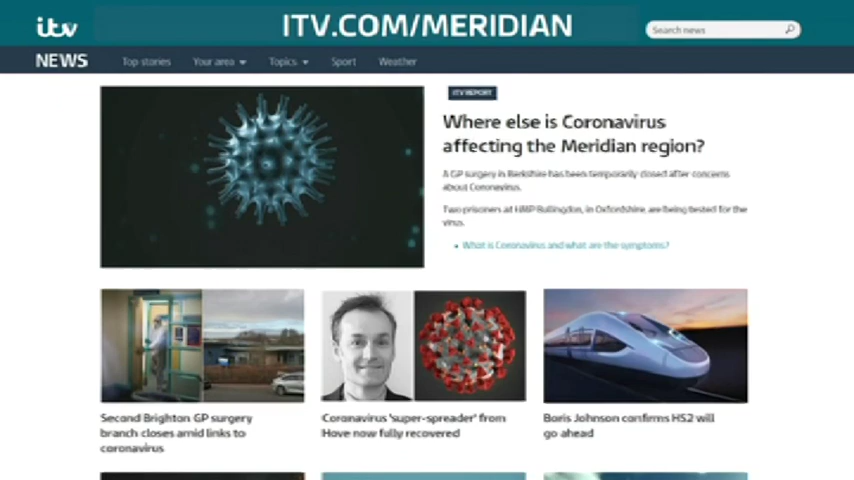 itv
ITV.COM/MERIDIAN
Search news
NEWS
Top stories
Your area
Topics
Sport
Weather
ITV REPORT
Where else is Coronavirus
affecting the Meridian region?
A GP surgery in Berkshire has been temporarily closed after concerns
about Coronavirus.
Two prisoners at HMP Bullingdon, in Oxfordshire, are being tested for the
virus.
What is Coronavirus and what are the symptoms?
Second Brighton GP surgery
branch closes amid links to
coronavirus
Coronavirus 'super-spreader' from
Hove now fully recovered
Boris Johnson confirms HS2 will
go ahead